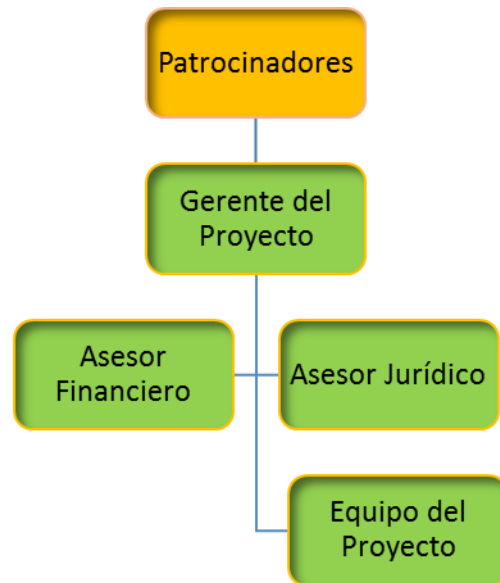 Patrocinadores
Gerente del
Proyecto
Asesor
Financiero
Asesor Jurídico
Equipo del
Proyecto